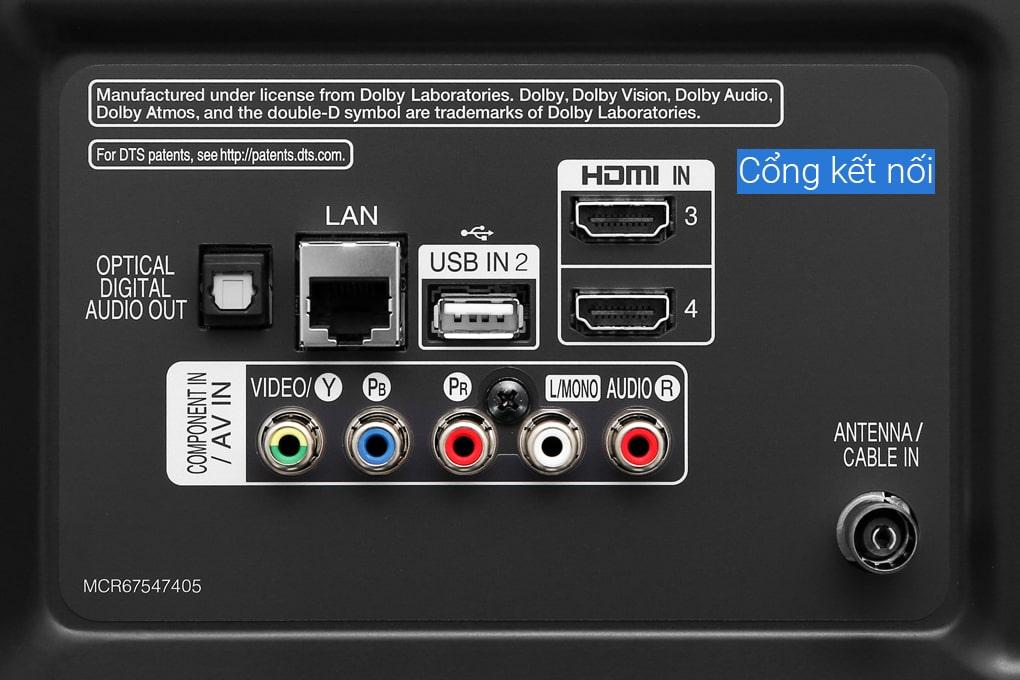 Manufactured under license from Dolby Laboratories. Dolby, Dolby Vision, Dolby Audio,
Dolby Atmos, and the double-D symbol are trademarks of Dolby Laboratories.
For DTS patents, see http://patents.dts.com.
Cổng kết nối
HDMI IN
3
4
LAN
USB IN 2
OPTICAL
DIGITAL
AUDIO OUT
COMPONENT IN
/ AV IN
VIDEO/ Y
PB
PR
L/MONO AUDIO R
ANTENNA /
CABLE IN
MCR67547405